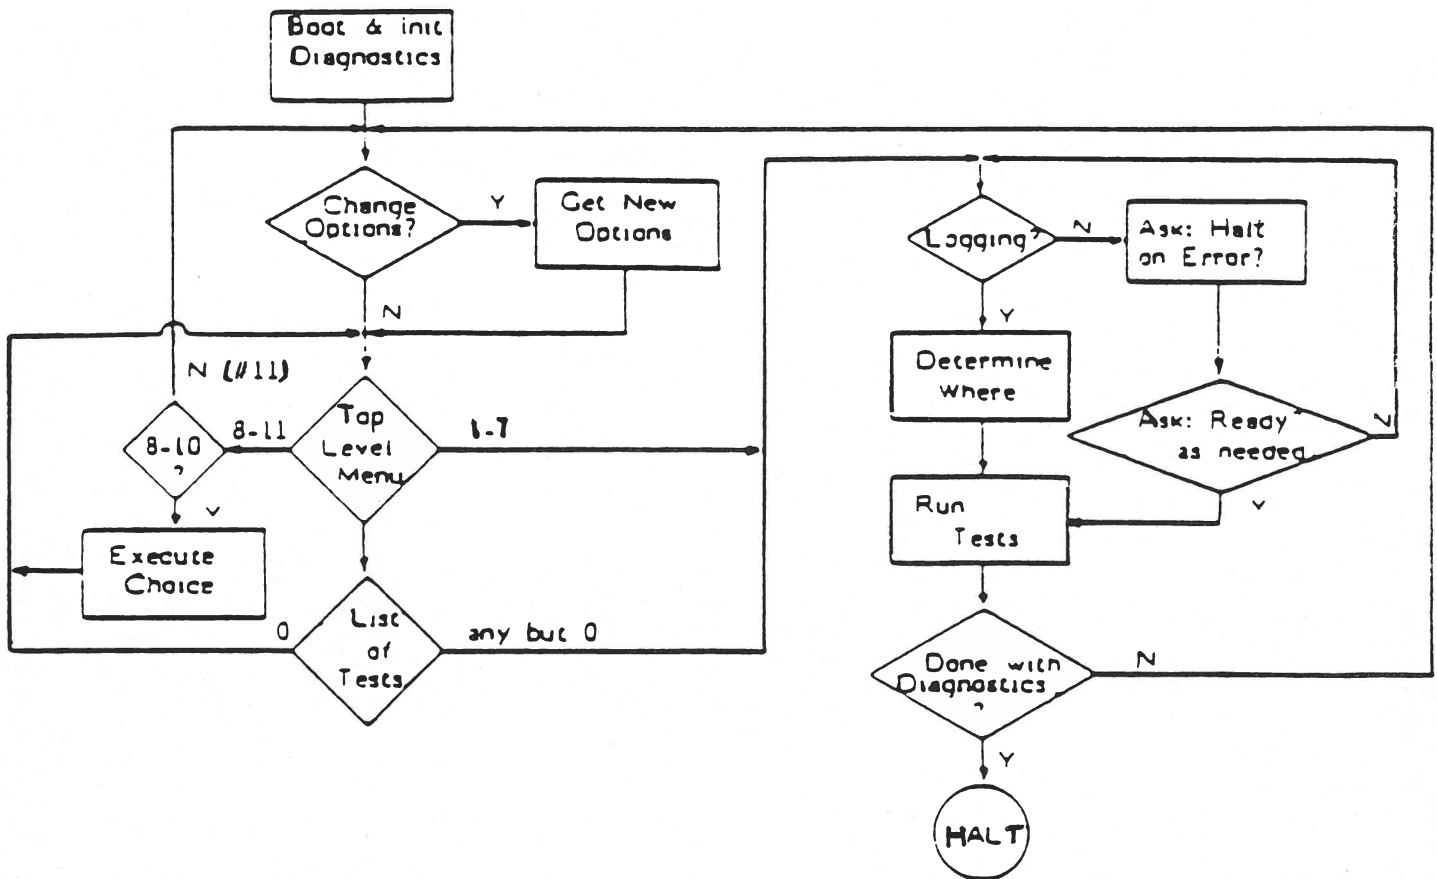 Boot & init
Diagnostics
Change
Options?
Y
Get New
Options
N
N (#11)
Top
Level
Menu
8-11
8-10
?
1-7
Y
Execute
Choice
List
of
Tests
0
any but 0
Logging?
N
Ask: Halt
on Error?
Y
Determine
Where
Ask: Ready
as needed
N
Y
Run
Tests
Done with
Diagnostics
?
N
Y
HALT